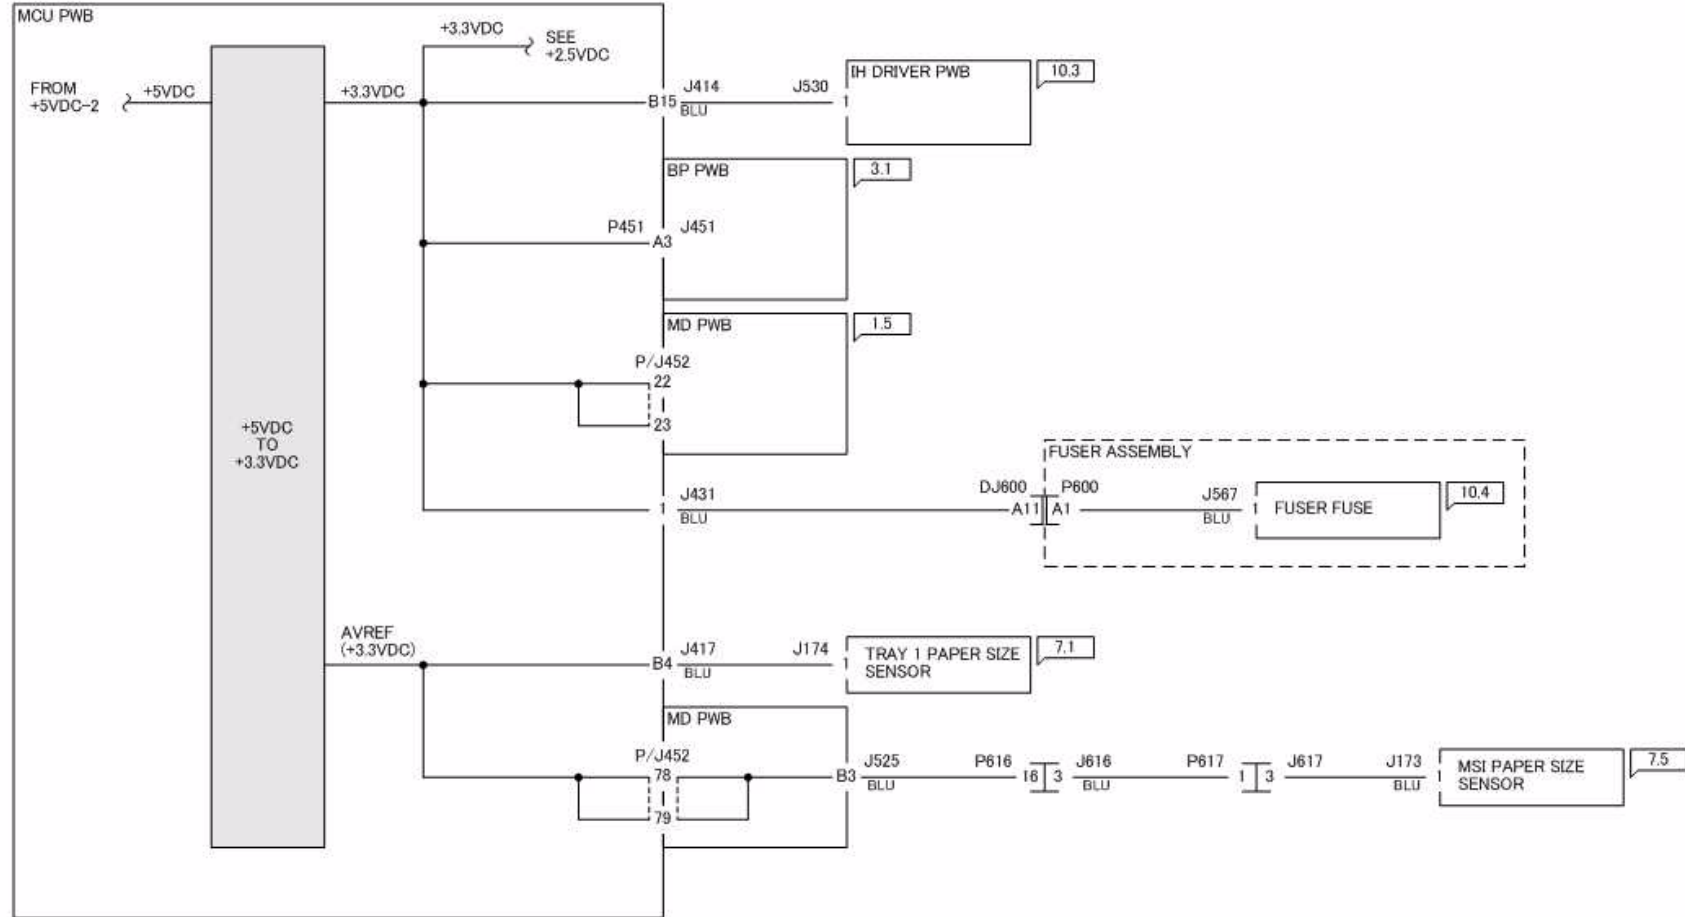 MCU PWB
+3.3VDC
SEE
+2.5VDC
FROM
+5VDC-2
+5VDC
+3.3VDC
B15
J414
BLU
J530
1
IH DRIVER PWB
10.3
BP PWB
3.1
P451
A3
J451
MD PWB
1.5
P/J452
22
23
+5VDC
TO
+3.3VDC
FUSER ASSEMBLY
1
J431
BLU
DJ600
A11
P600
A1
J567
BLU
1
FUSER FUSE
10.4
AVREF
(+3.3VDC)
B4
J417
BLU
J174
1
TRAY 1 PAPER SIZE
SENSOR
7.1
MD PWB
P/J452
78
79
B3
J525
BLU
P616
16
3
J616
BLU
P617
1
3
J617
J173
BLU
1
MSI PAPER SIZE
SENSOR
7.5